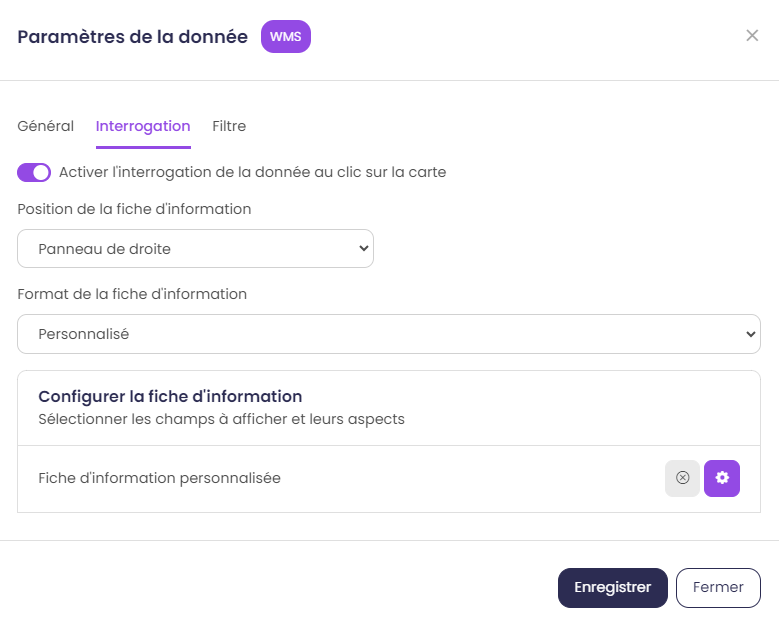 Paramètres de la donnée WMS
Général Interrogation Filtre
Activer l'interrogation de la donnée au clic sur la carte
Position de la fiche d'information
Panneau de droite
Format de la fiche d'information
Personnalisé
Configurer la fiche d'information
Sélectionner les champs à afficher et leurs aspects
Fiche d'information personnalisée
Enregistrer Fermer